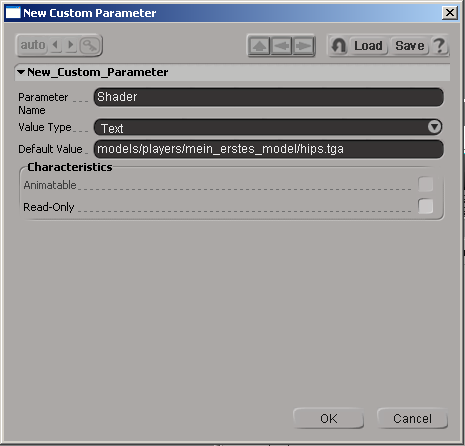 New Custom Parameter
auto Load Save ?
New_Custom_Parameter
Parameter Name Shader
Value Type Text
Default Value models/players/mein_erstes_model/hips.tga
Characteristics
Animatable
Read-Only
OK Cancel